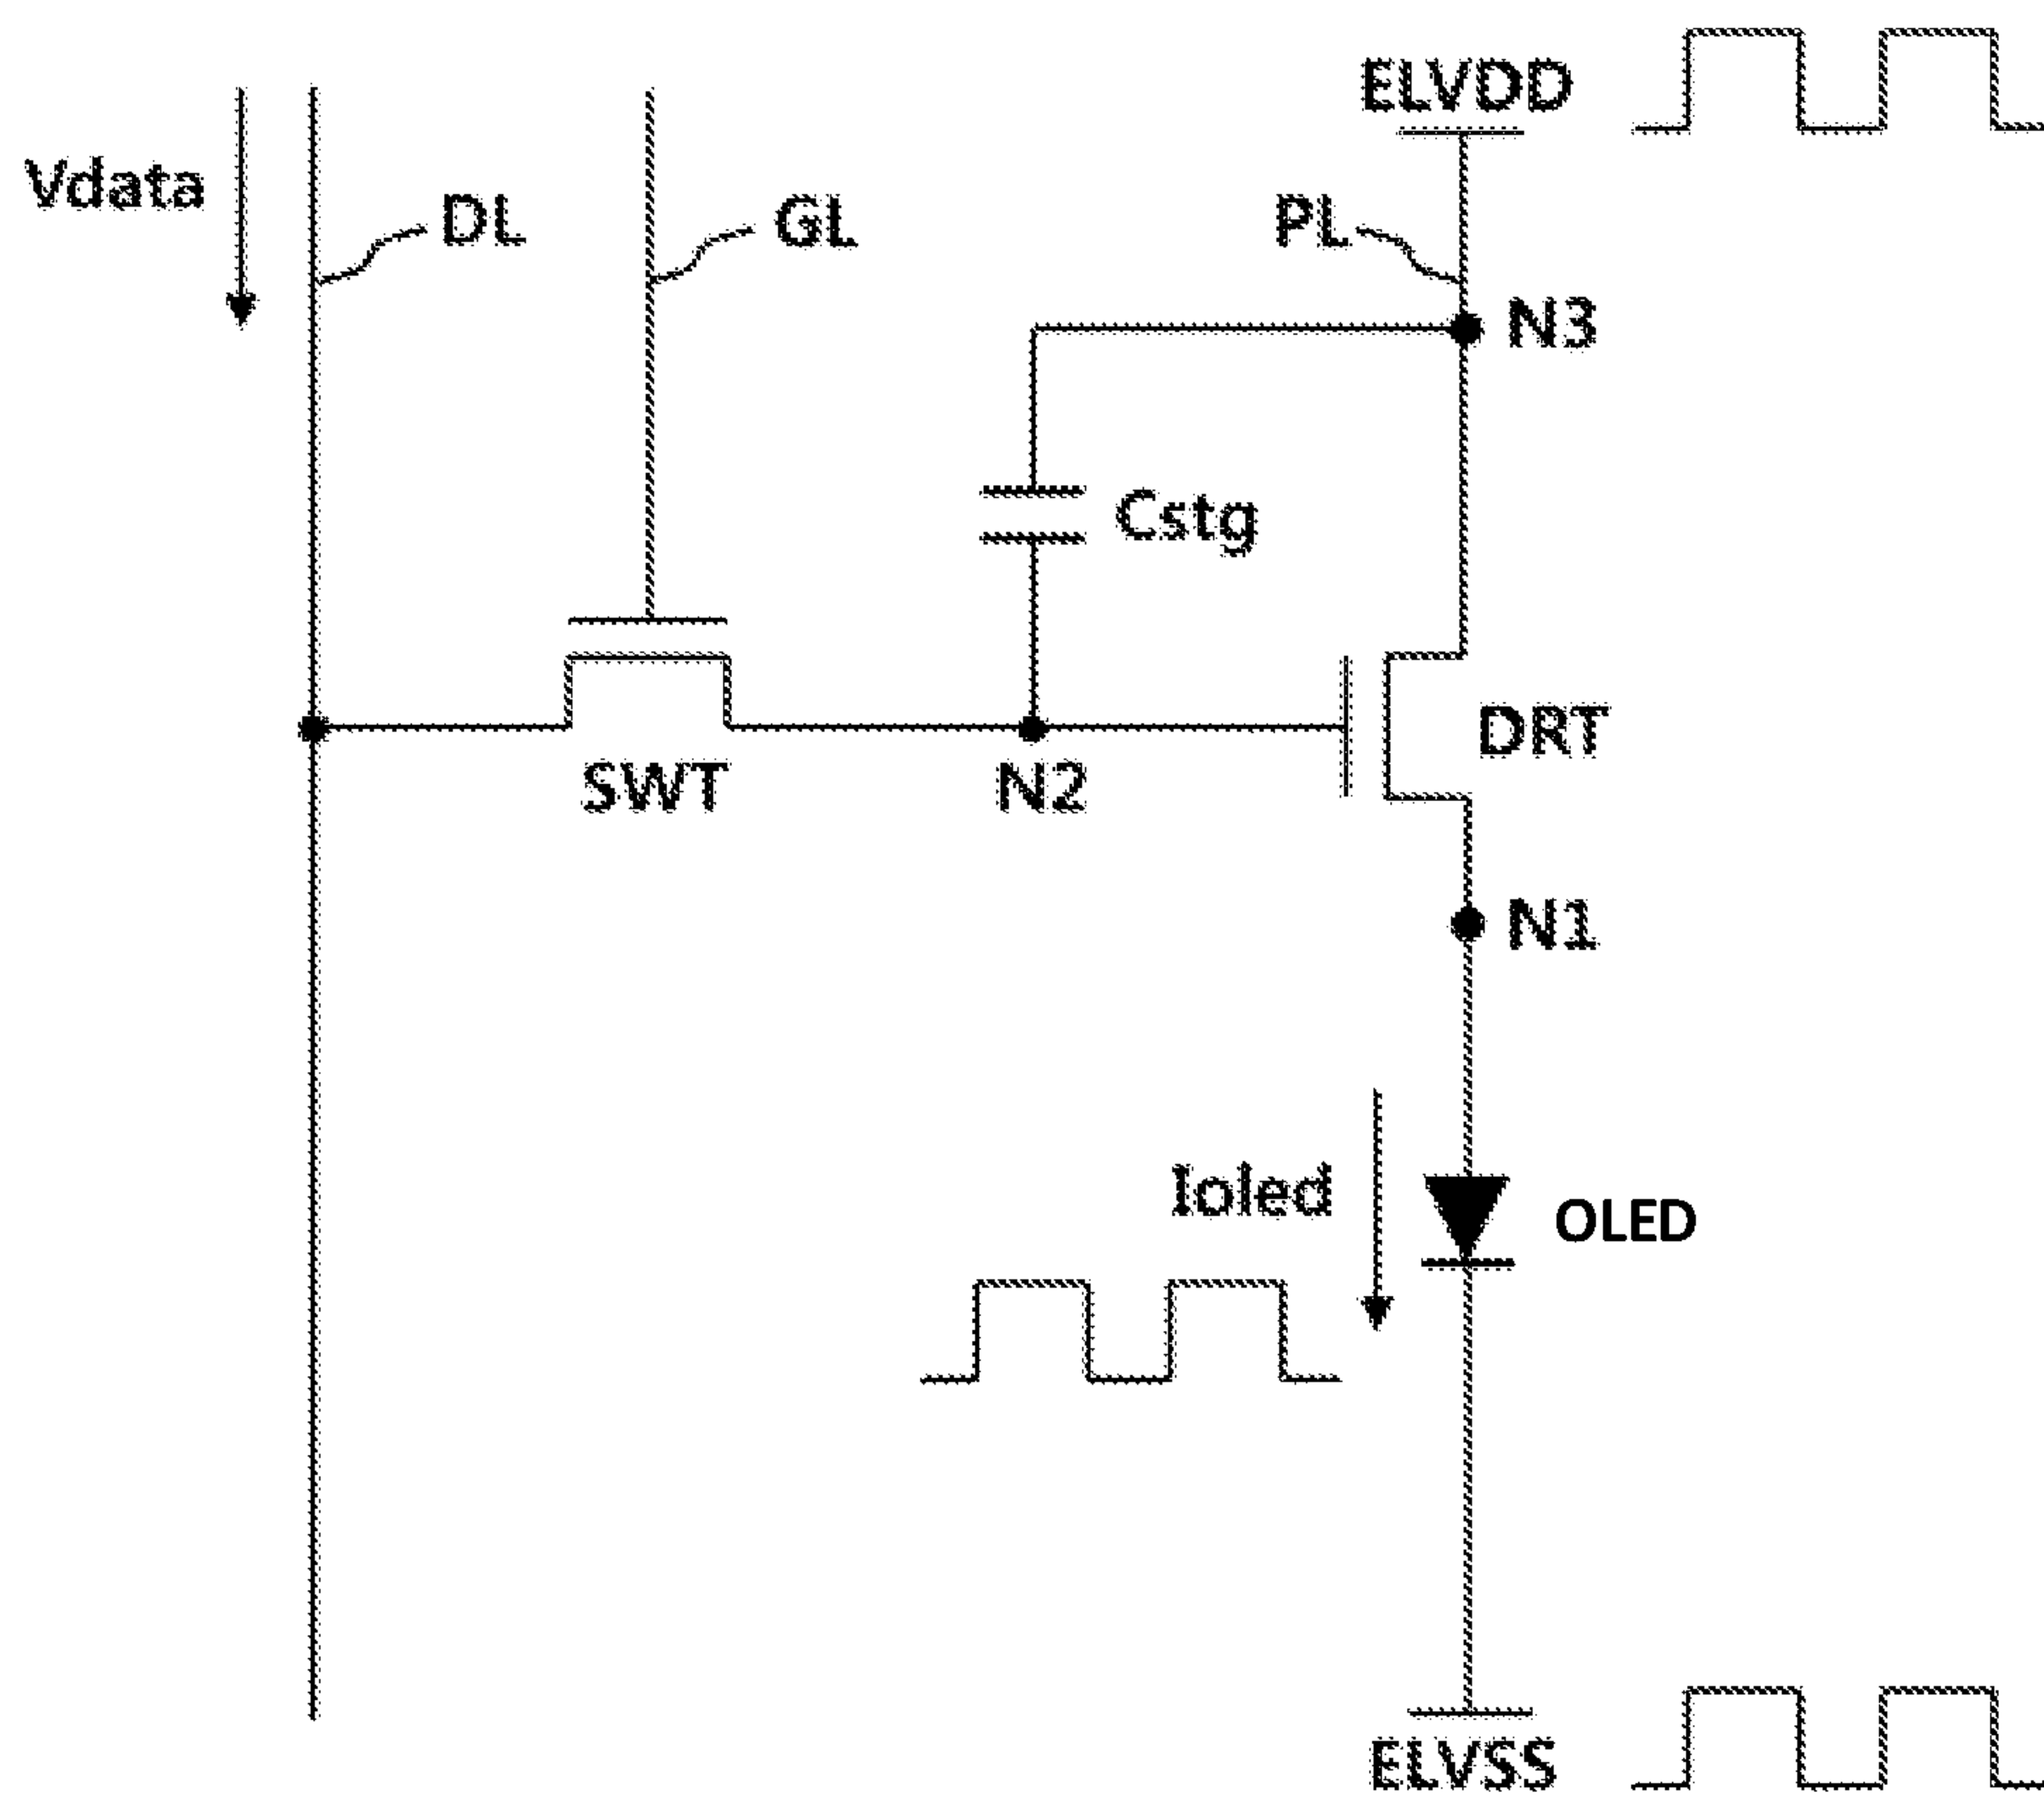 ELVDD
Vdata
DL
GL
PL
N3
Cstg
DRT
SWT
N2
N1
Ioled
OLED
ELVSS